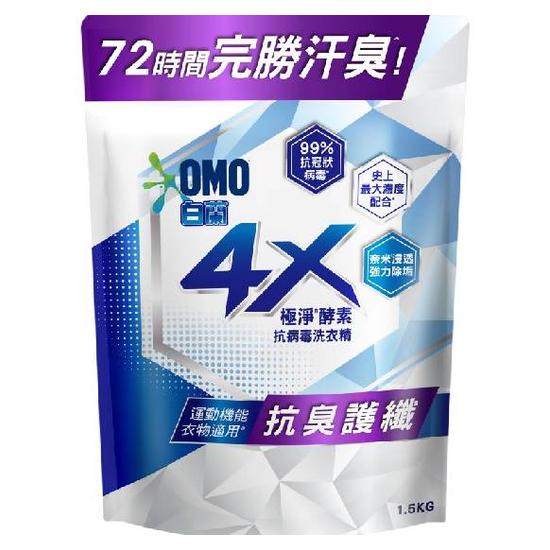 72時間完勝汗臭^!
99%
抗冠狀
病毒*
史上
最大濃度
配合^
OMO
白蘭
奈米浸透
強力除垢
4X
極淨*酵素
抗病毒洗衣精
運動機能
衣物適用*
抗臭護纖
1.5KG